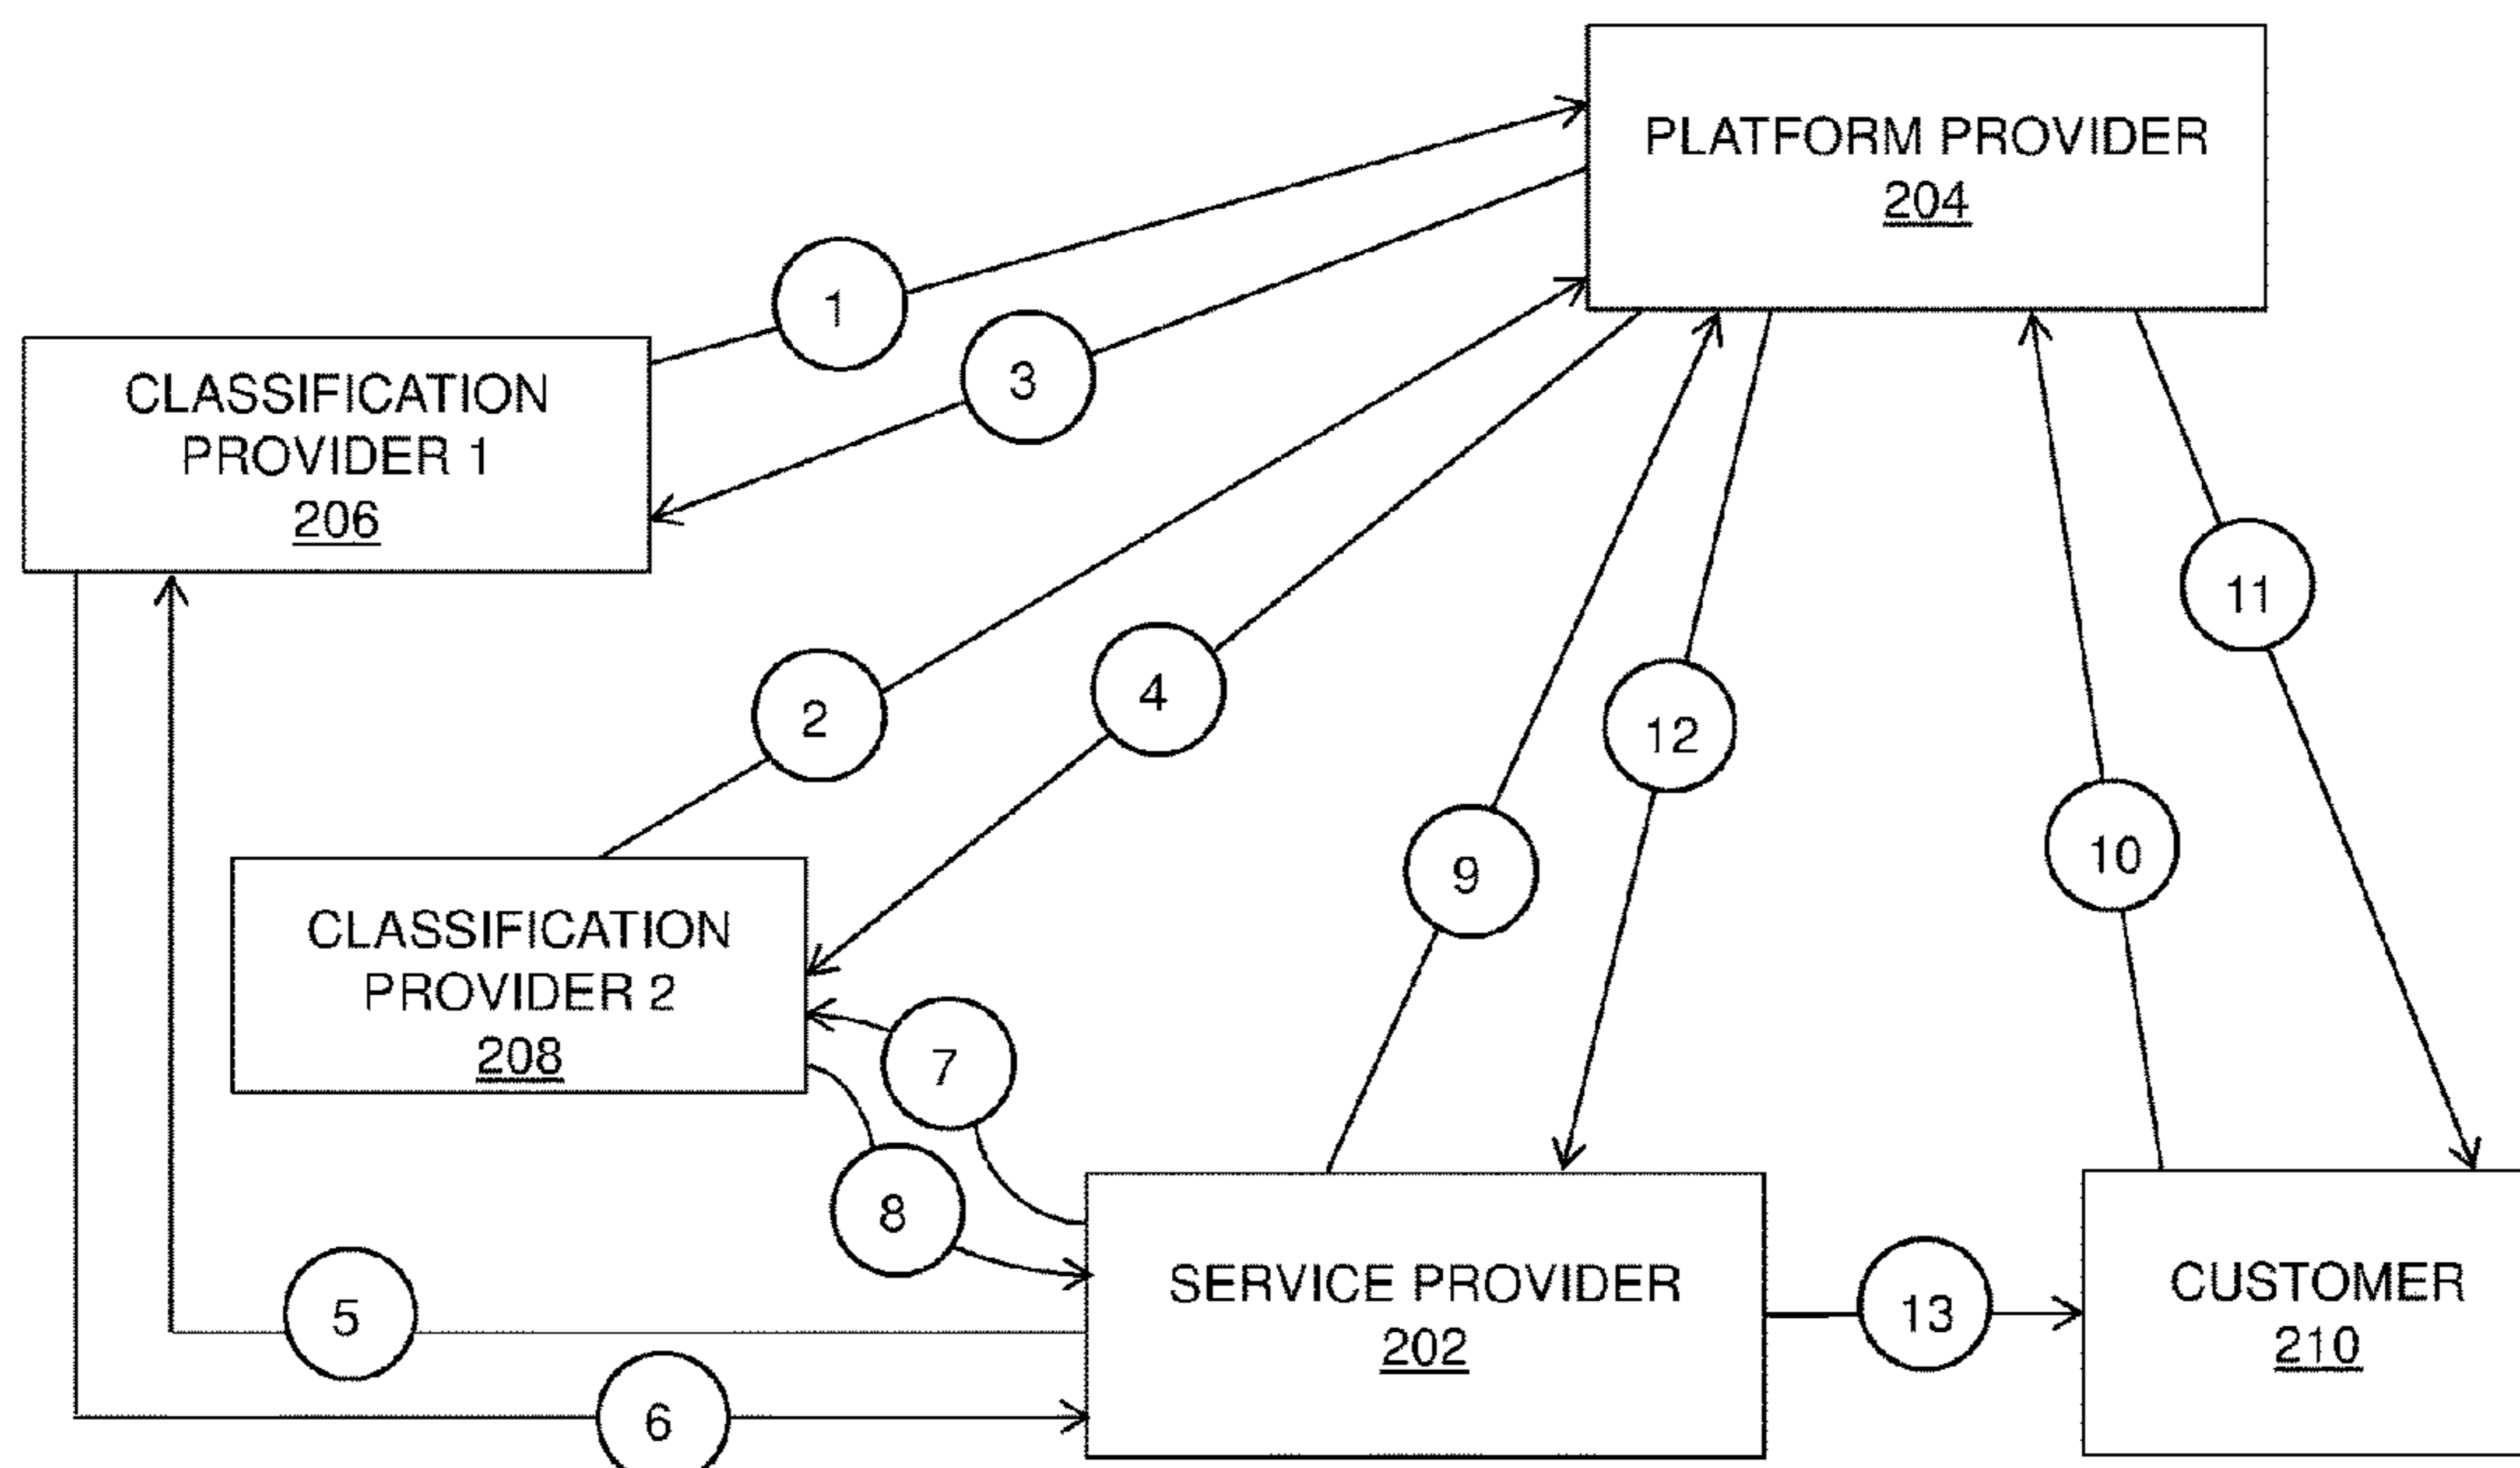 PLATFORM PROVIDER
204
1
3
CLASSIFICATION
PROVIDER 1
206
11
2
4
12
10
9
CLASSIFICATION
PROVIDER 2
208
7
8
SERVICE PROVIDER
202
13
CUSTOMER
210
5
6